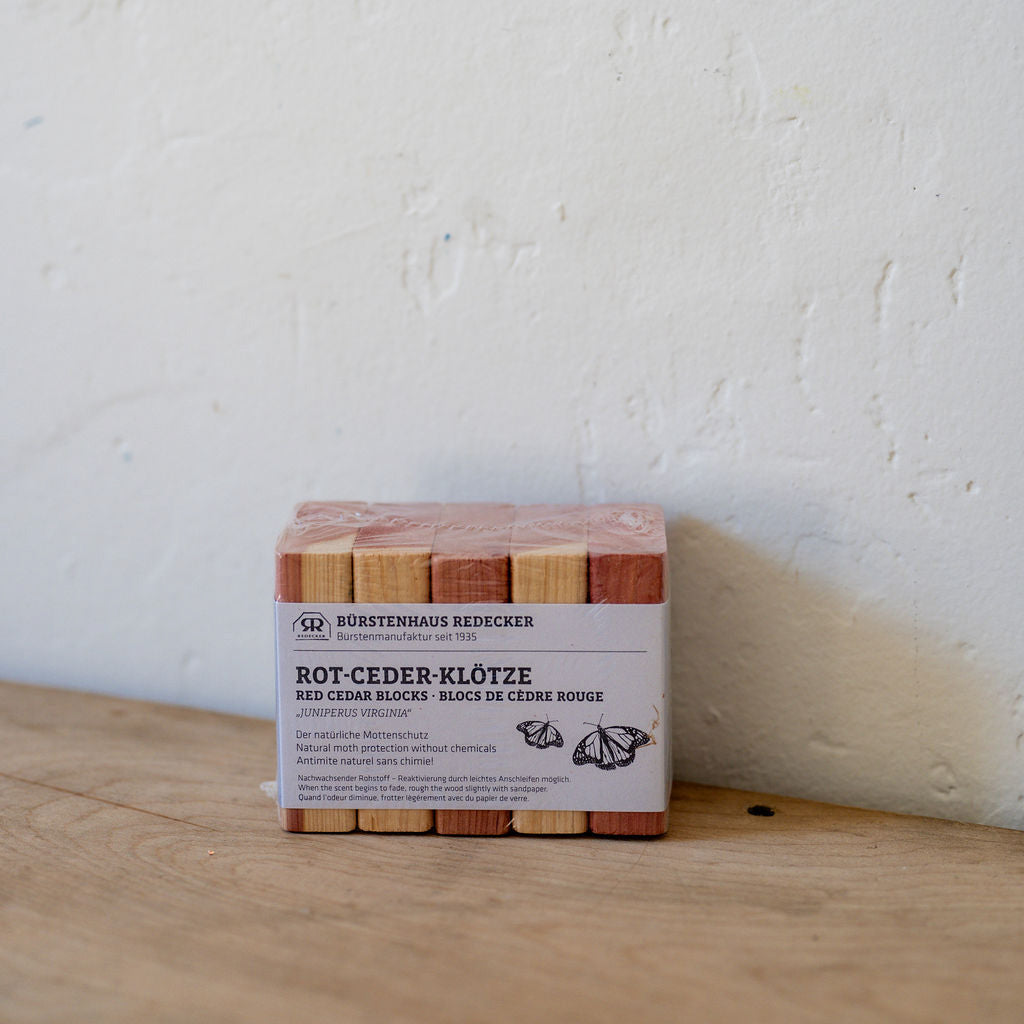 RR
REDECKER
BÜRSTENHAUS REDECKER
Bürstenmanufaktur seit 1935
ROT-CEDER-KLÖTZE
RED CEDAR BLOCKS · BLOCS DE CÈDRE ROUGE
„JUNIPERUS VIRGINIA“
Der natürliche Mottenschutz
Natural moth protection without chemicals
Antimite naturel sans chimie!
Nachwachsender Rohstoff – Reaktivierung durch leichtes Anschleifen möglich.
When the scent begins to fade, rough the wood slightly with sandpaper.
Quand l'odeur diminue, frotter lègérement avec du papier de verre.